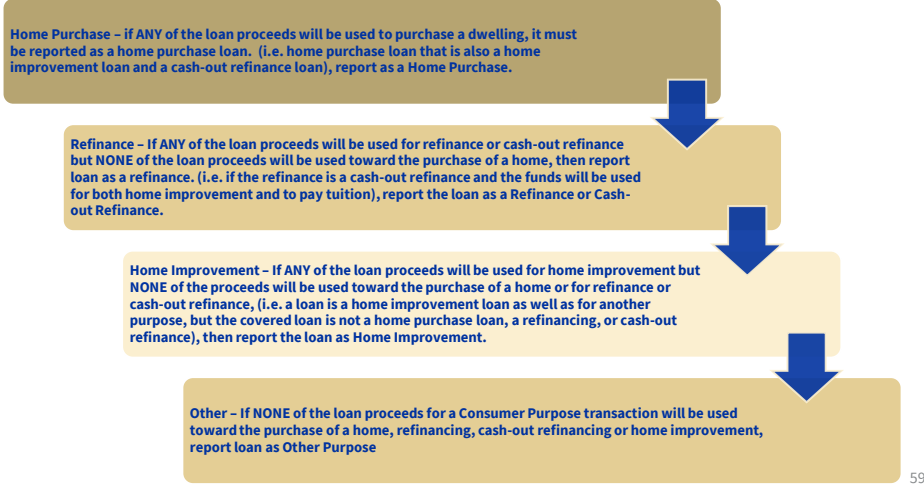 Home Purchase – if ANY of the loan proceeds will be used to purchase a dwelling, it must
be reported as a home purchase loan. (i.e. home purchase loan that is also a home
improvement loan and a cash-out refinance loan), report as a Home Purchase.
Refinance – If ANY of the loan proceeds will be used for refinance or cash-out refinance
but NONE of the loan proceeds will be used toward the purchase of a home, then report
loan as a refinance. (i.e. if the refinance is a cash-out refinance and the funds will be used
for both home improvement and to pay tuition), report the loan as a Refinance or Cash-
out Refinance.
Home Improvement – If ANY of the loan proceeds will be used for home improvement but
NONE of the proceeds will be used toward the purchase of a home or for refinance or
cash-out refinance, (i.e. a loan is a home improvement loan as well as for another
purpose, but the covered loan is not a home purchase loan, a refinancing, or cash-out
refinance), then report the loan as Home Improvement.
Other – If NONE of the loan proceeds for a Consumer Purpose transaction will be used
toward the purchase of a home, refinancing, cash-out refinancing or home improvement,
report loan as Other Purpose
59